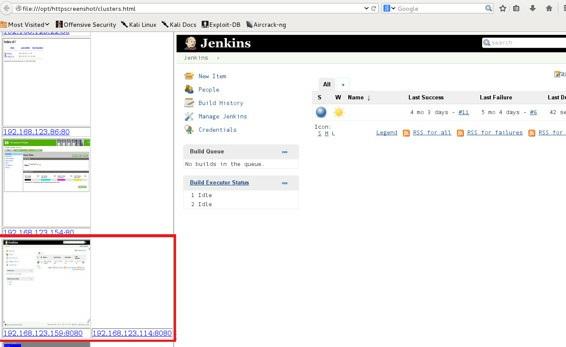 file:///opt/httpscreenshot/clusters.html
Google
Most Visited
Offensive Security
Kali Linux
Kali Docs
Exploit-DB
Aircrack-ng
192.168.123.86:80
192.168.123.154:80
192.168.123.159:8080 192.168.123.114:8080
Jenkins
search
Jenkins
New Item
People
Build History
Manage Jenkins
Credentials
Build Queue
No builds in the queue.
Build Executor Status
1 Idle
2 Idle
All +
S W Name ↓ Last Success Last Failure Last D
4 mo 3 days - #11 5 mo 4 days - #6 42 se
Icon:
S M L
Legend RSS for all RSS for failures RSS for